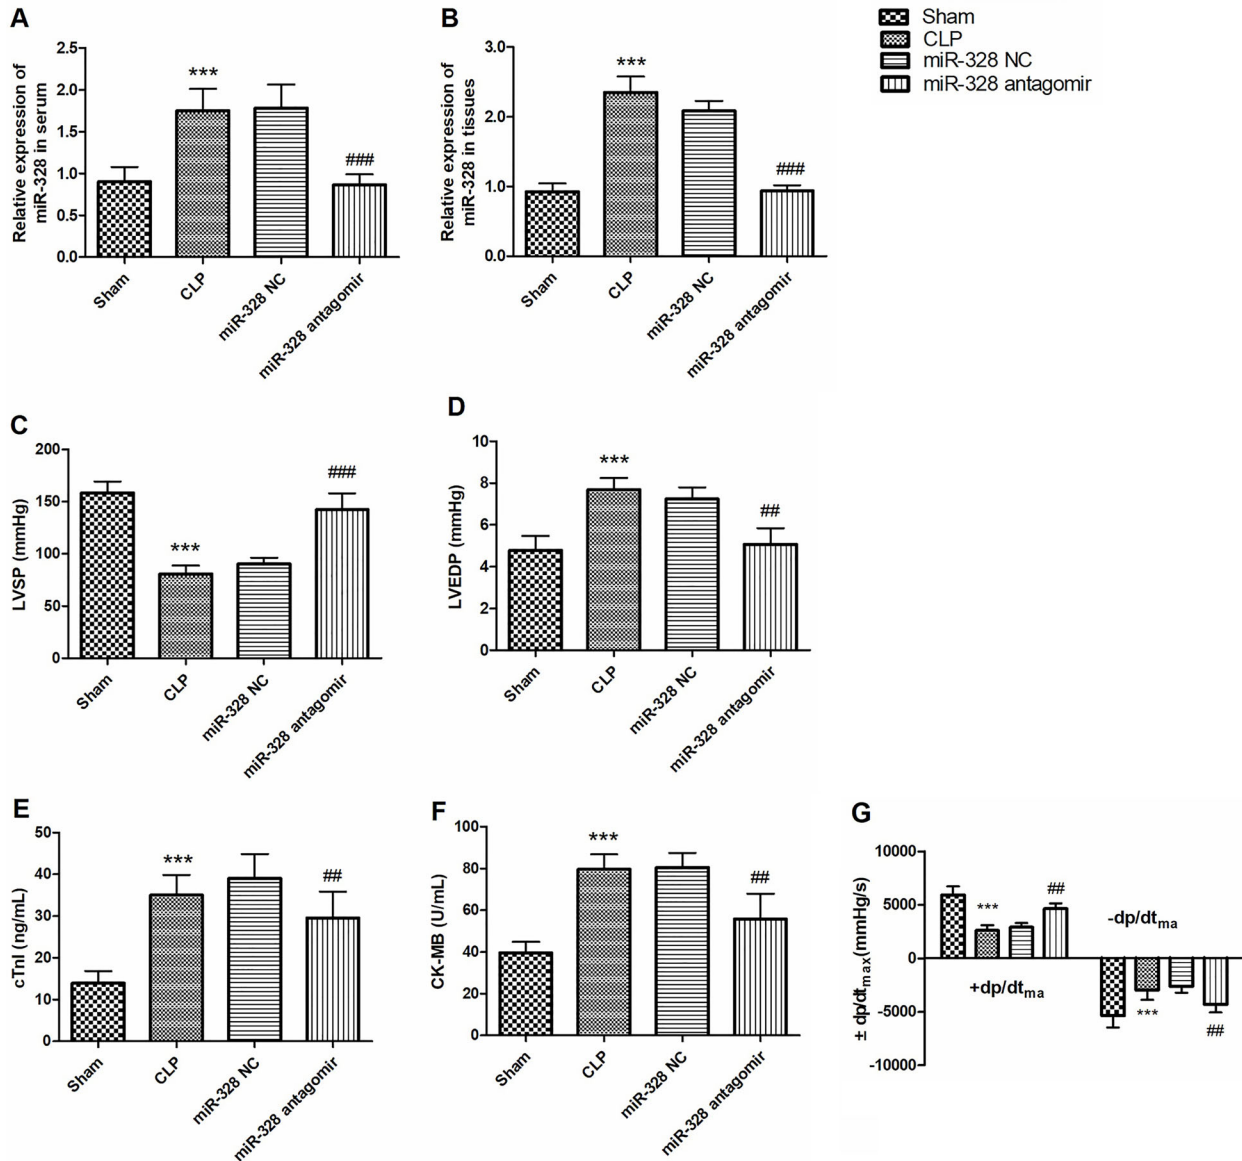 A
Relative expression of
miR-328 in serum
2.5
2.0
1.5
1.0
0.5
0.0
***
###
Sham
CLP
miR-328 NC
miR-328 antagomir
B
Relative expression of
miR-328 in tissues
3.0
2.0
1.0
0.0
***
###
Sham
CLP
miR-328 NC
miR-328 antagomir
Sham
CLP
miR-328 NC
miR-328 antagomir
C
LVSP (mmHg)
200
150
100
50
0
***
###
Sham
CLP
miR-328 NC
miR-328 antagomir
D
LVEDP (mmHg)
10
8
6
4
2
0
***
##
Sham
CLP
miR-328 NC
miR-328 antagomir
E
cTnI (ng/mL)
50
40
30
20
10
0
***
##
Sham
CLP
miR-328 NC
miR-328 antagomir
F
CK-MB (U/mL)
100
80
60
40
20
0
***
##
Sham
CLP
miR-328 NC
miR-328 antagomir
G
± dp/dtmax(mmHg/s)
10000
5000
0
-5000
-10000
***
##
-dp/dtma
+dp/dtma
***
##